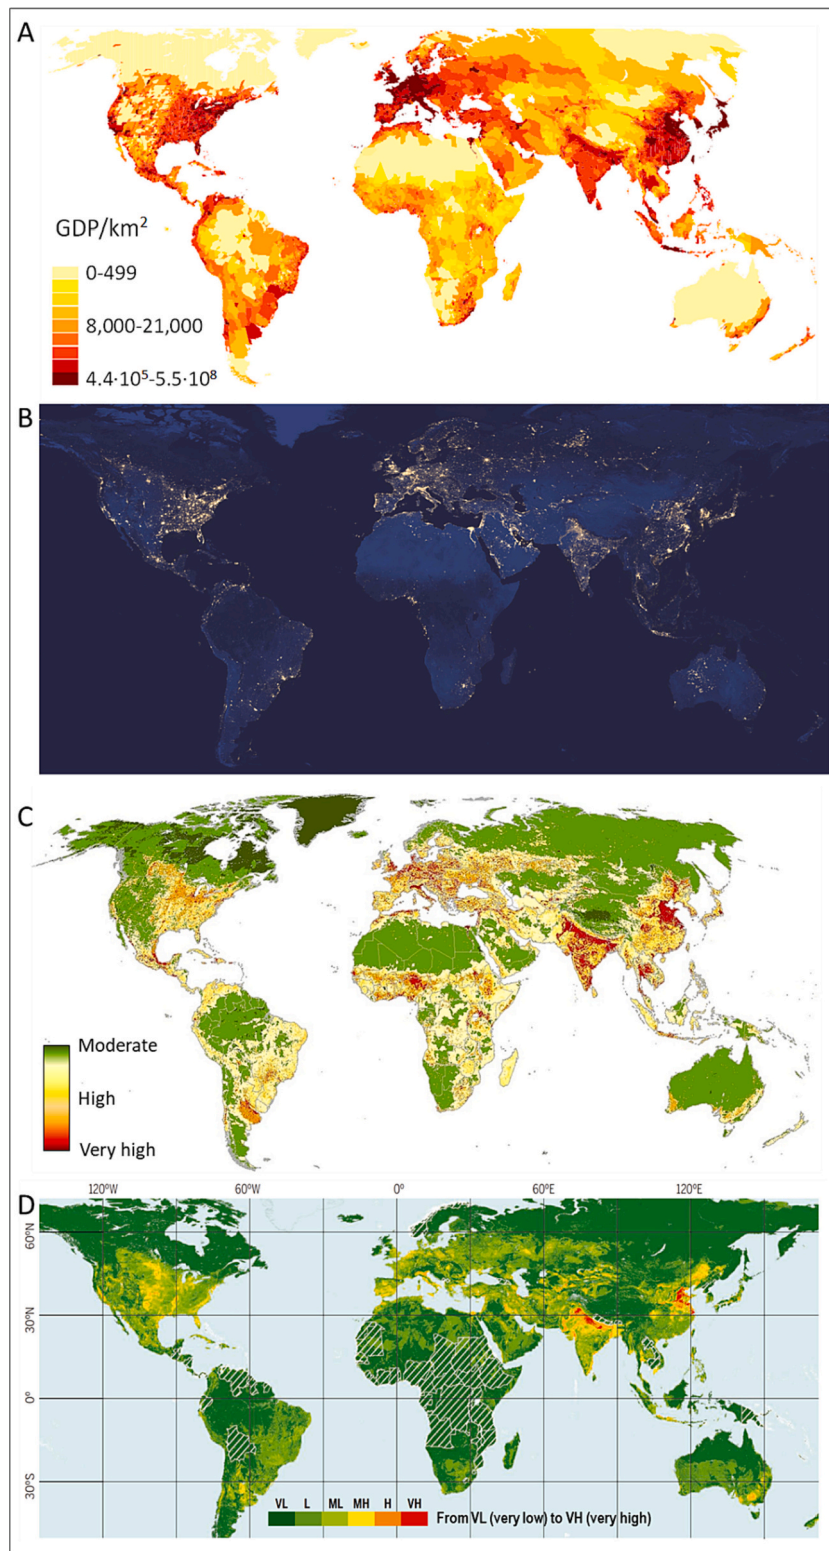 A
GDP/km²
0-499
8,000-21,000
4.4·10⁵-5.5·10⁸
B
C
Moderate
High
Very high
D
120°W 60°W 0° 60°E 120°E
60°N
30°N
0°
30°S
VL L ML MH H VH
From VL (very low) to VH (very high)